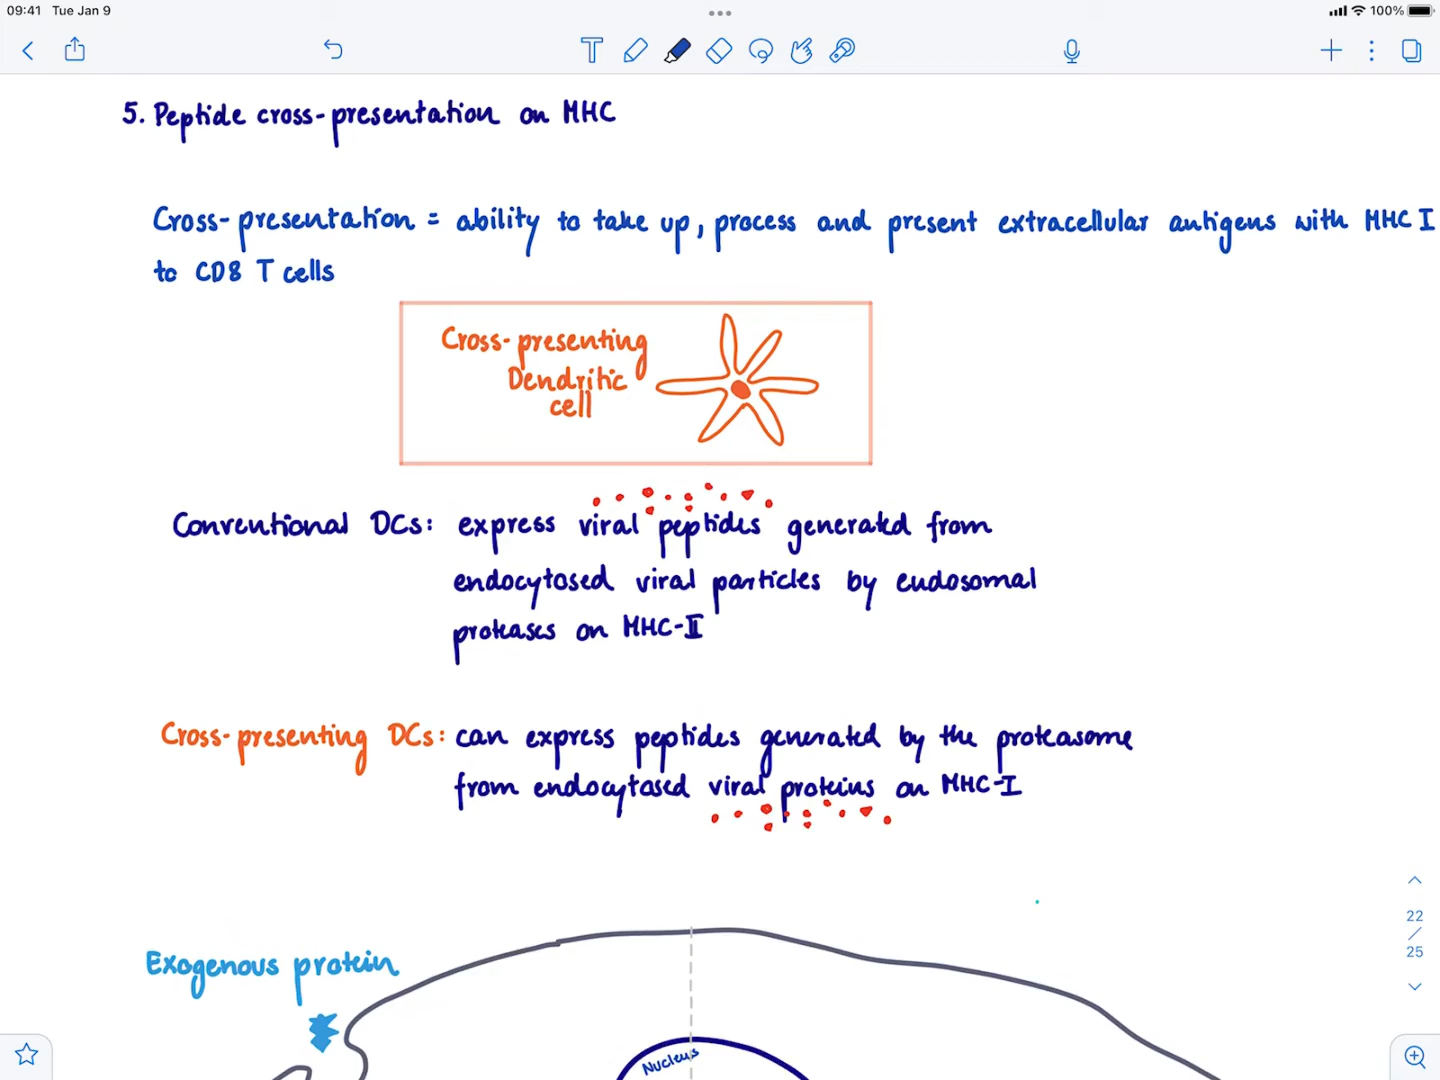 09:41 Tue Jan 9
100%
5. Peptide cross-presentation on MHC
Cross-presentation = ability to take up, process and present extracellular antigens with MHC I
to CD8 T cells
Cross-presenting
Dendritic
cell
Conventional DCs: express viral peptides generated from
endocytosed viral particles by endosomal
proteases on MHC-II
Cross-presenting DCs: can express peptides generated by the proteasome
from endocytosed viral proteins on MHC-I
22
/
25
Exogenous protein
Nucleus